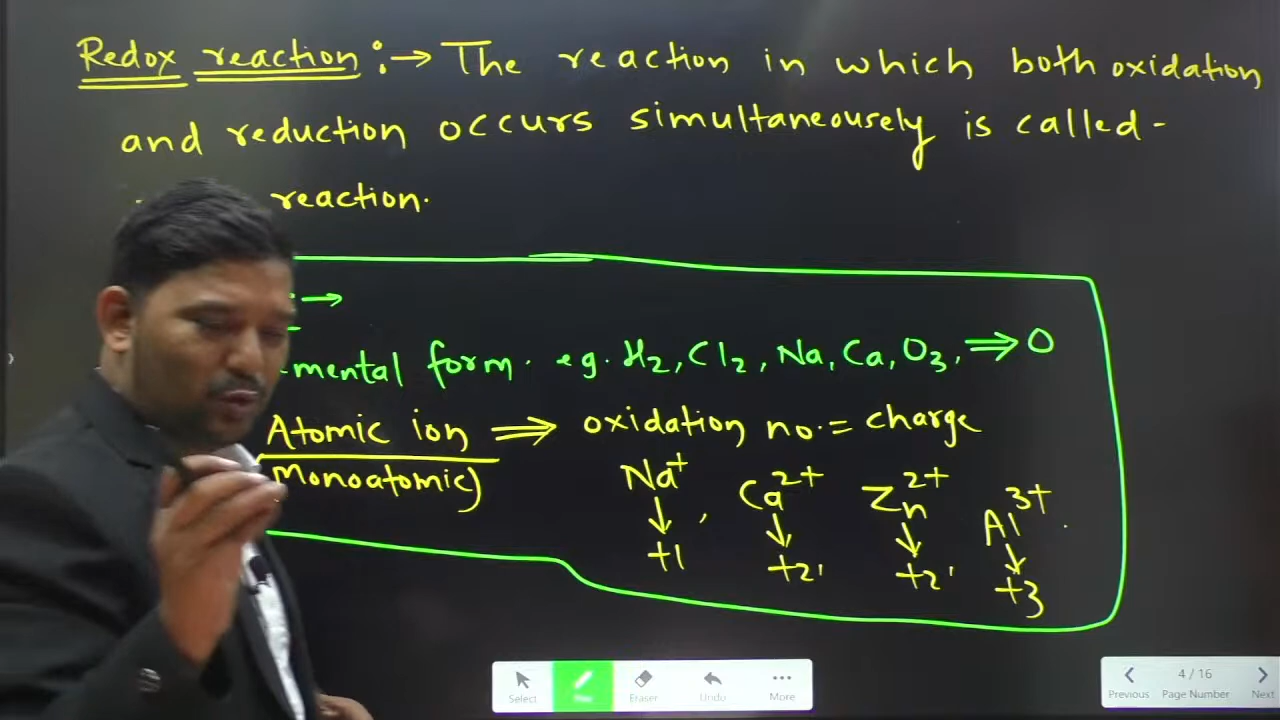 Redox reaction :→ The reaction in which both oxidation
and reduction occurs simultaneousely is called-
reaction.
:→
mental form. eg. H₂, Cl₂, Na, Ca, O₃, ⇒ 0
Atomic ion ⇒ oxidation no. = charge
(Monoatomic)
Na⁺ , Ca²⁺ Zn²⁺ Al³⁺
↓ ↓ ↓ ↓
+1 +2, +2, +3
Select Pen Eraser Undo More
Previous 4 / 16 Page Number Next